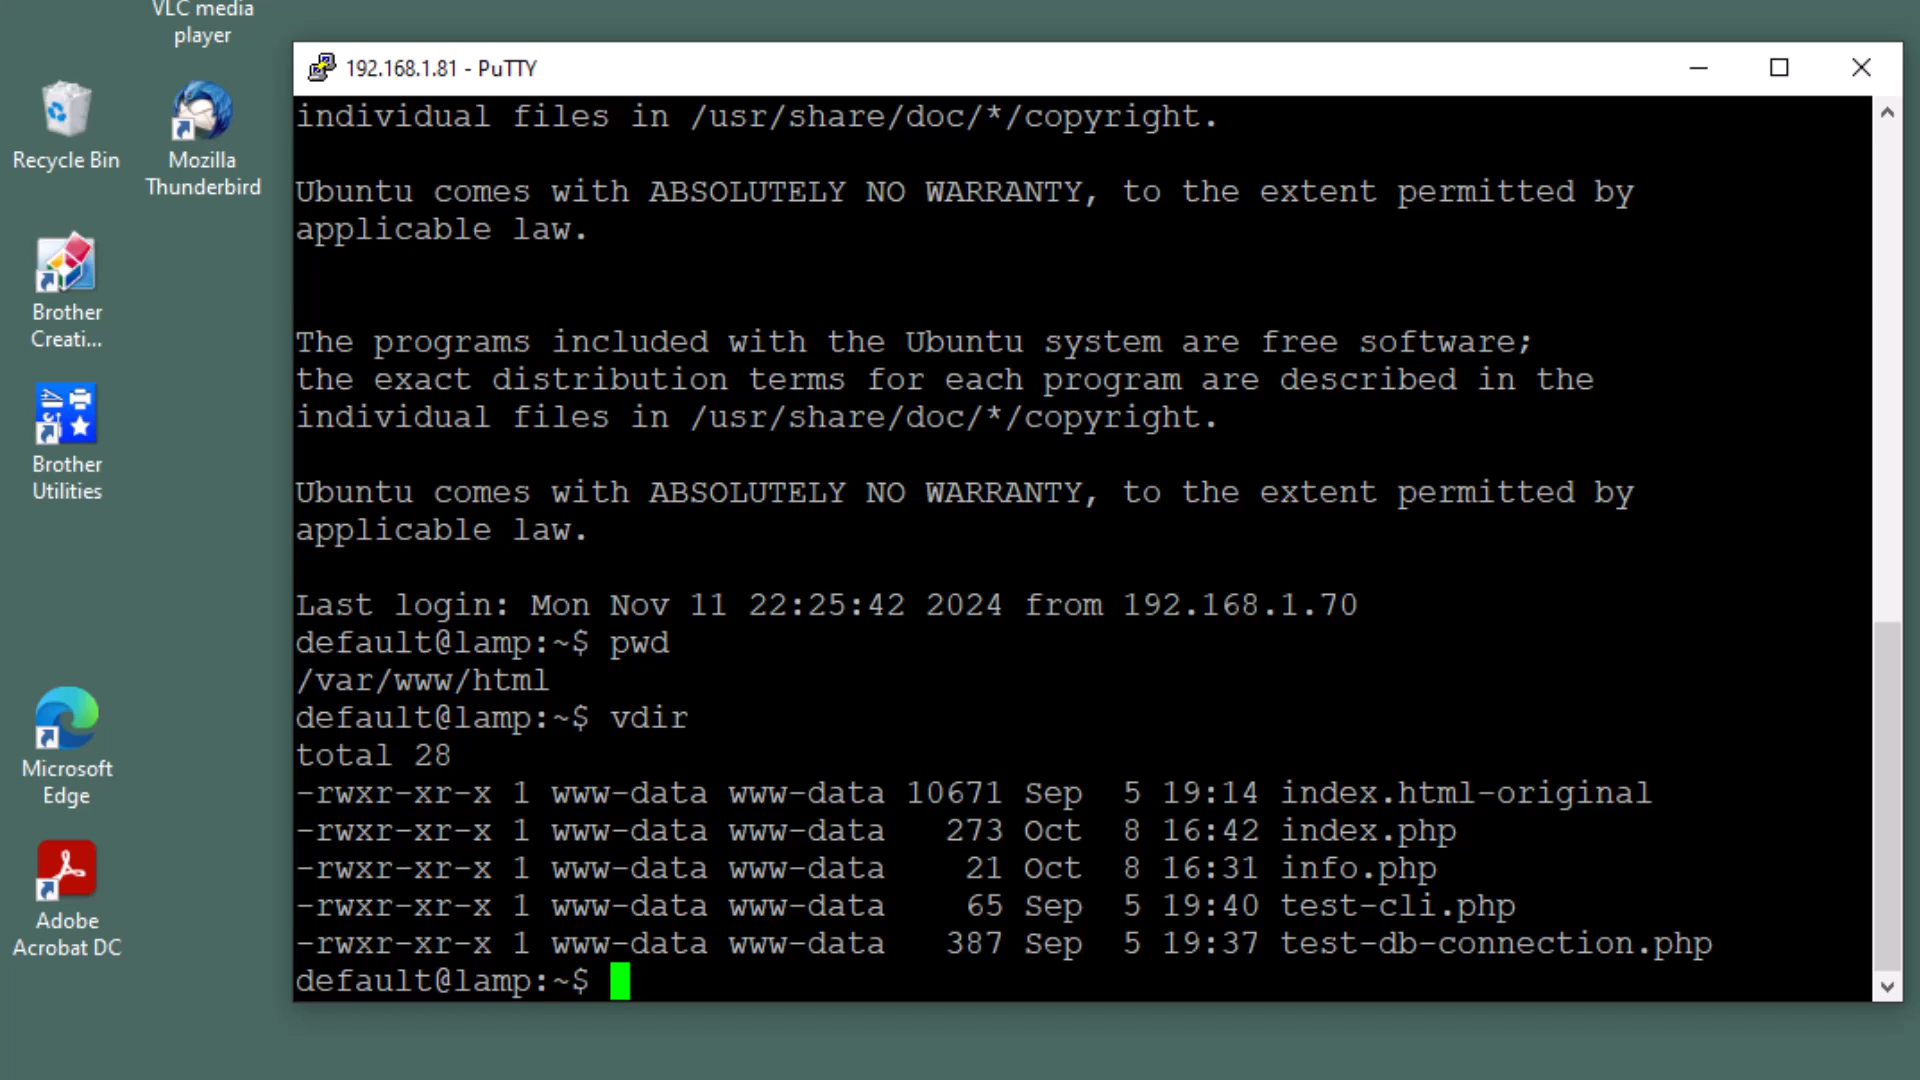 VLC media
player
Recycle Bin
Mozilla
Thunderbird
Brother
Creati...
Brother
Utilities
Microsoft
Edge
Adobe
Acrobat DC
192.168.1.81 - PuTTY
individual files in /usr/share/doc/*/copyright.
Ubuntu comes with ABSOLUTELY NO WARRANTY, to the extent permitted by
applicable law.
The programs included with the Ubuntu system are free software;
the exact distribution terms for each program are described in the
individual files in /usr/share/doc/*/copyright.
Ubuntu comes with ABSOLUTELY NO WARRANTY, to the extent permitted by
applicable law.
Last login: Mon Nov 11 22:25:42 2024 from 192.168.1.70
default@lamp:~$ pwd
/var/www/html
default@lamp:~$ vdir
total 28
-rwxr-xr-x 1 www-data www-data 10671 Sep  5 19:14 index.html-original
-rwxr-xr-x 1 www-data www-data   273 Oct  8 16:42 index.php
-rwxr-xr-x 1 www-data www-data    21 Oct  8 16:31 info.php
-rwxr-xr-x 1 www-data www-data    65 Sep  5 19:40 test-cli.php
-rwxr-xr-x 1 www-data www-data   387 Sep  5 19:37 test-db-connection.php
default@lamp:~$